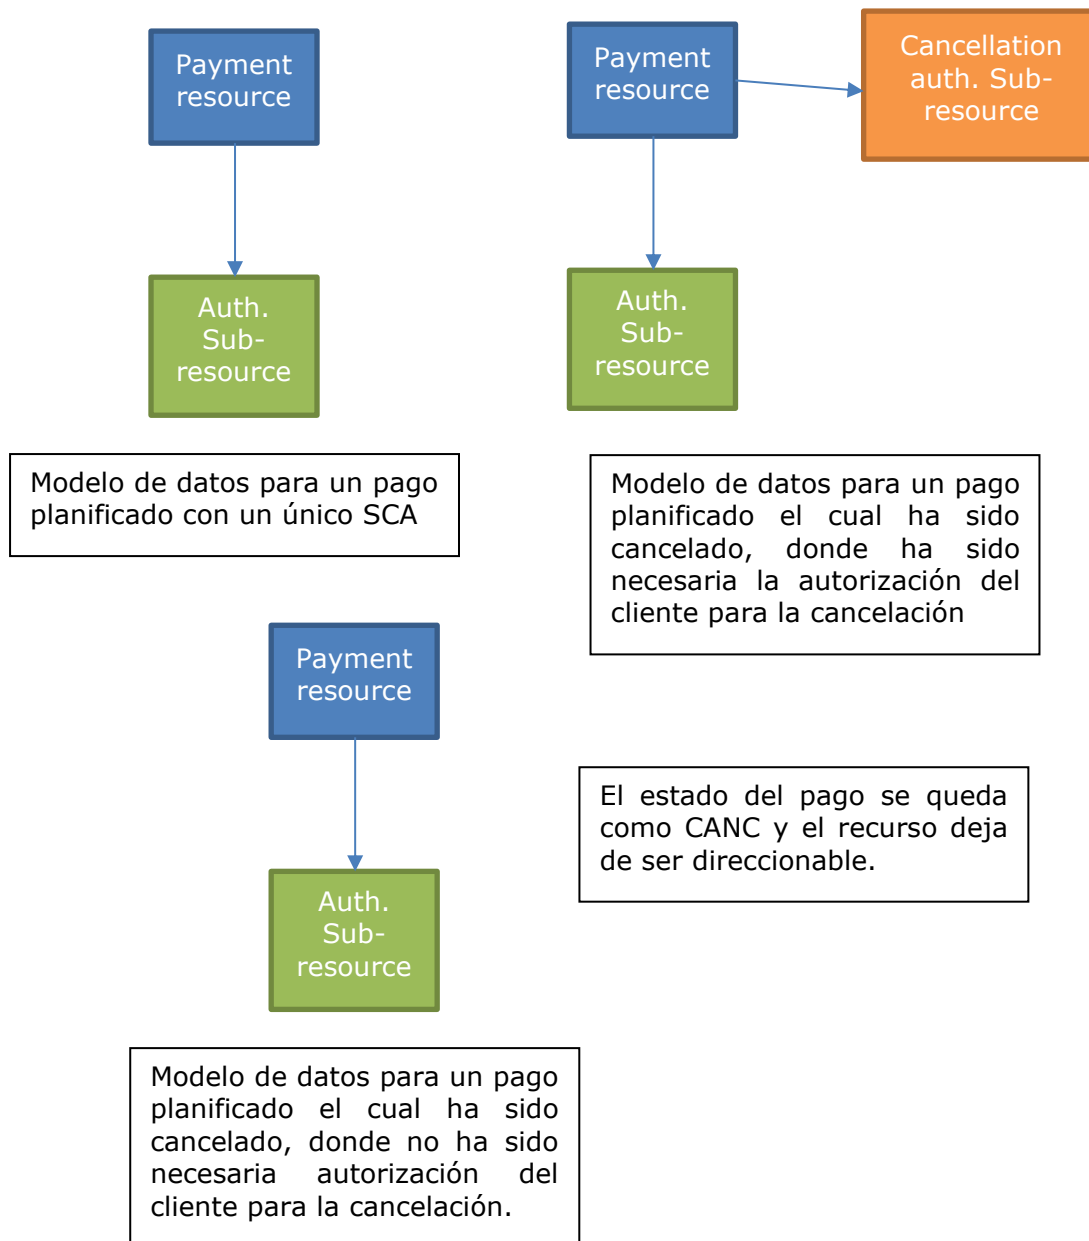 Payment
resource
Auth.
Sub-
resource
Modelo de datos para un pago
planificado con un único SCA
Payment
resource
Cancellation
auth. Sub-
resource
Auth.
Sub-
resource
Modelo de datos para un pago
planificado el cual ha sido
cancelado, donde ha sido
necesaria la autorización del
cliente para la cancelación
Payment
resource
Auth.
Sub-
resource
El estado del pago se queda
como CANC y el recurso deja
de ser direccionable.
Modelo de datos para un pago
planificado el cual ha sido
cancelado, donde no ha sido
necesaria autorización del
cliente para la cancelación.